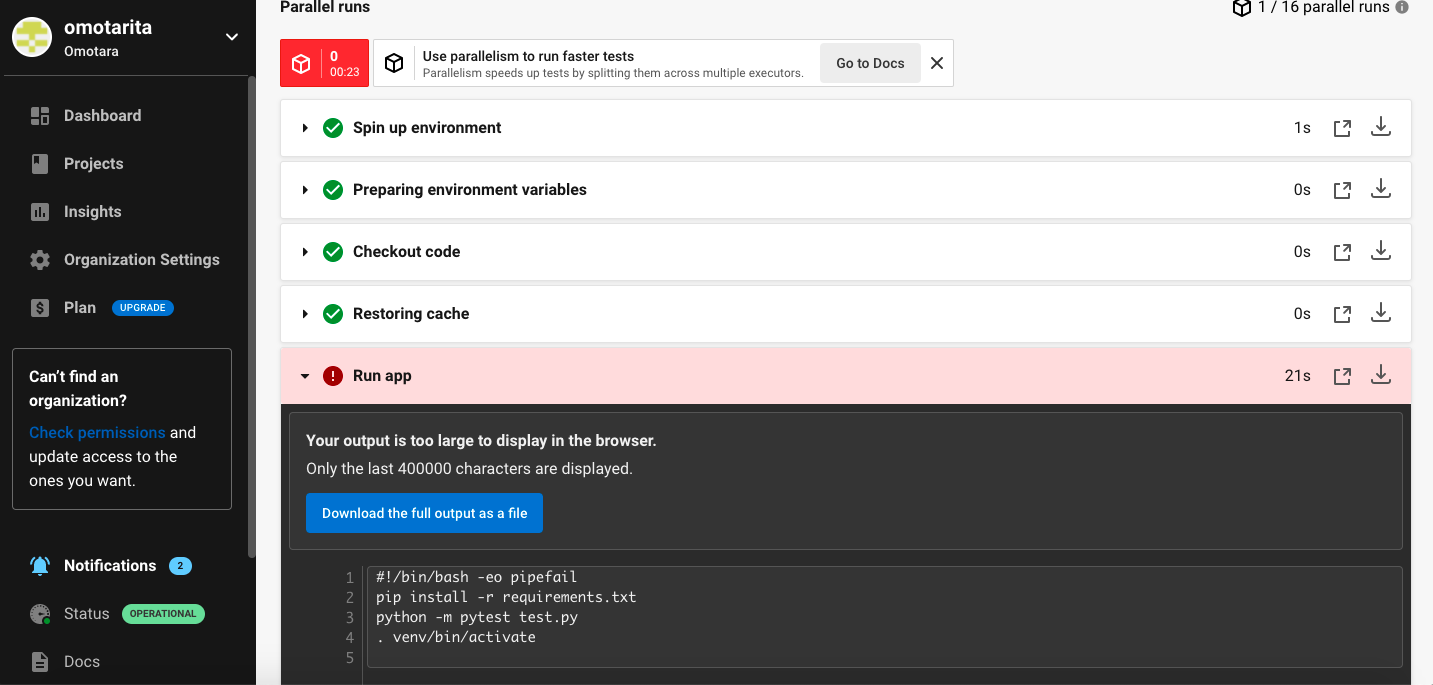 omotarita
Omotara
Dashboard
Projects
Insights
Organization Settings
Plan UPGRADE
Can't find an
organization?
Check permissions and
update access to the
ones you want.
Notifications 2
Status OPERATIONAL
Docs
Parallel runs
1 / 16 parallel runs
0
00:23
Use parallelism to run faster tests
Parallelism speeds up tests by splitting them across multiple executors.
Go to Docs
Spin up environment 1s
Preparing environment variables 0s
Checkout code 0s
Restoring cache 0s
Run app 21s
Your output is too large to display in the browser.
Only the last 400000 characters are displayed.
Download the full output as a file
1 #!/bin/bash -eo pipefail
2 pip install -r requirements.txt
3 python -m pytest test.py
4 . venv/bin/activate
5